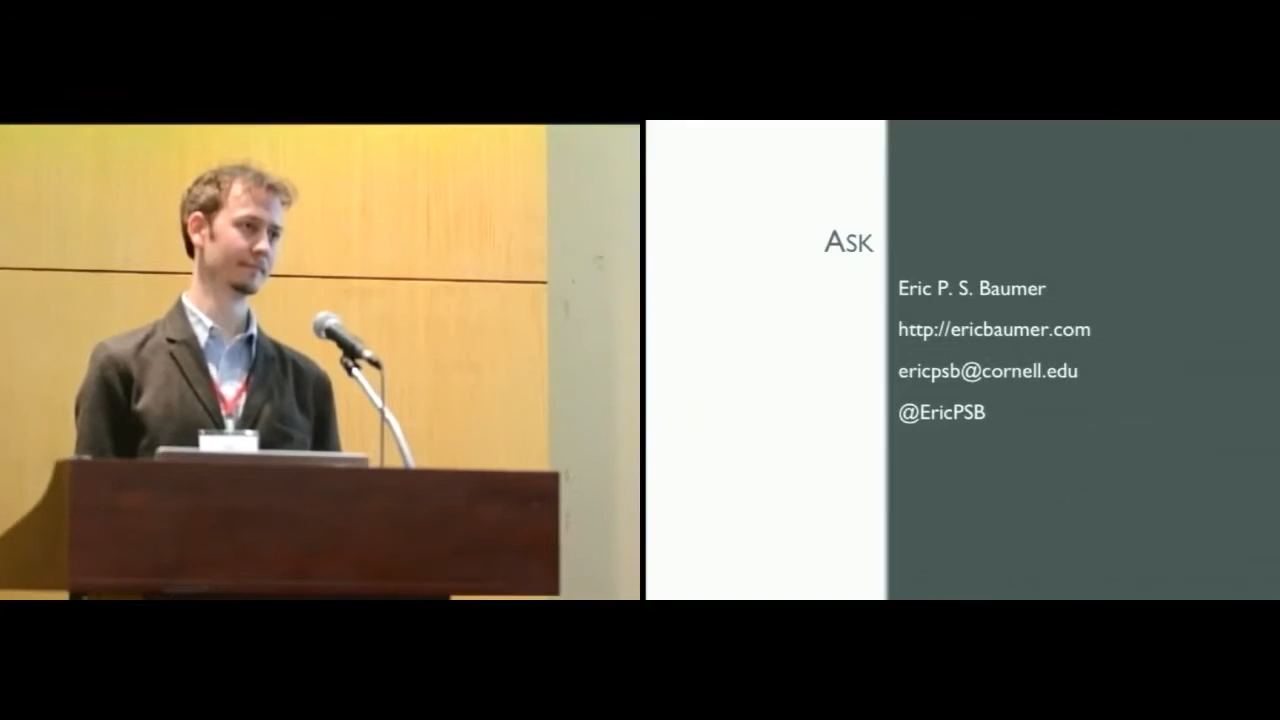 ASK
Eric P. S. Baumer
http://ericbaumer.com
ericpsb@cornell.edu
@EricPSB